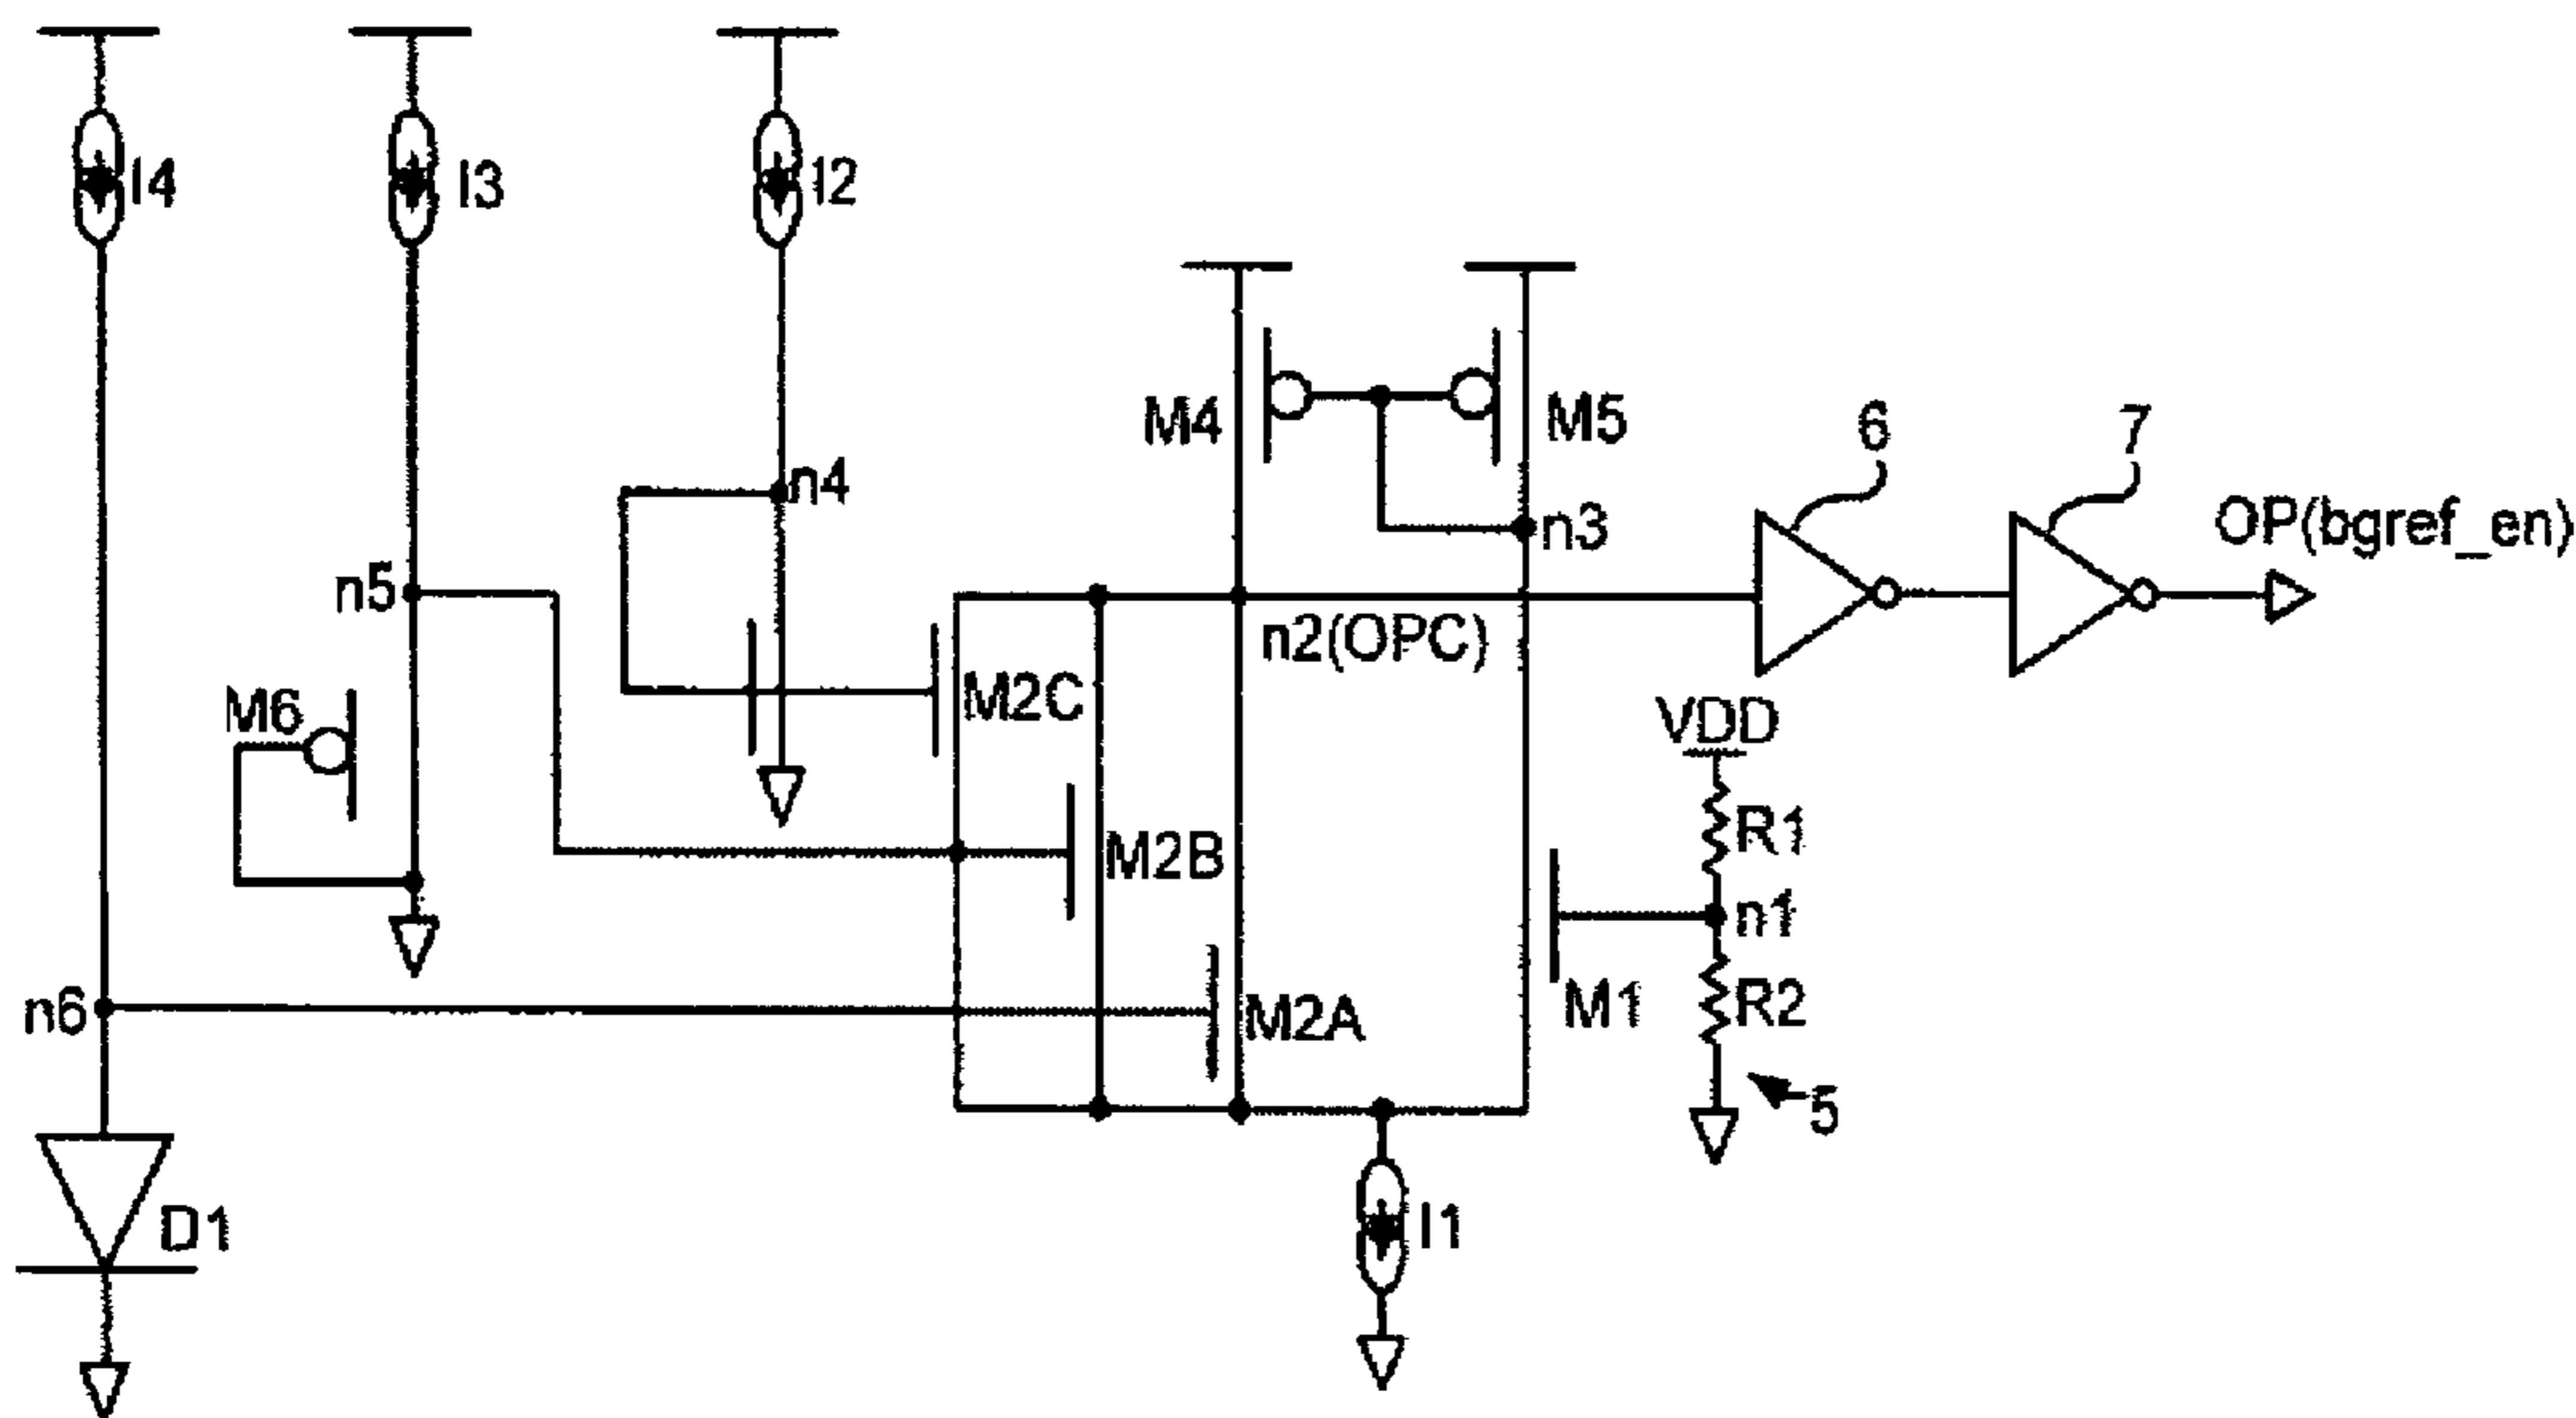 I4
I3
I2
M4
M5
6
7
OP(bgref_en)
n4
n3
n5
n2(OPC)
M6
M2C
VDD
R1
M2B
n1
n6
M2A
M1
R2
5
D1
I1